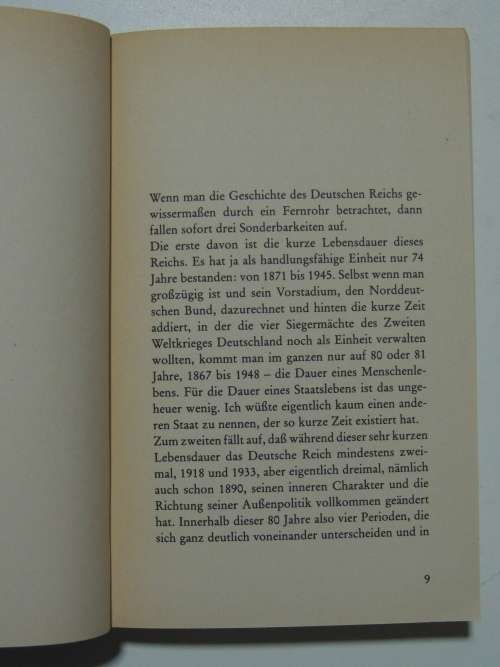 Wenn man die Geschichte des Deutschen Reichs ge-
wissermaßen durch ein Fernrohr betrachtet, dann
fallen sofort drei Sonderbarkeiten auf.
Die erste davon ist die kurze Lebensdauer dieses
Reichs. Es hat ja als handlungsfähige Einheit nur 74
Jahre bestanden: von 1871 bis 1945. Selbst wenn man
großzügig ist und sein Vorstadium, den Norddeut-
schen Bund, dazurechnet und hinten die kurze Zeit
addiert, in der die vier Siegermächte des Zweiten
Weltkrieges Deutschland noch als Einheit verwalten
wollten, kommt man im ganzen nur auf 80 oder 81
Jahre, 1867 bis 1948 – die Dauer eines Menschenle-
bens. Für die Dauer eines Staatslebens ist das unge-
heuer wenig. Ich wüßte eigentlich kaum einen ande-
ren Staat zu nennen, der so kurze Zeit existiert hat.
Zum zweiten fällt auf, daß während dieser sehr kurzen
Lebensdauer das Deutsche Reich mindestens zwei-
mal, 1918 und 1933, aber eigentlich dreimal, nämlich
auch schon 1890, seinen inneren Charakter und die
Richtung seiner Außenpolitik vollkommen geändert
hat. Innerhalb dieser 80 Jahre also vier Perioden, die
sich ganz deutlich voneinander unterscheiden und in
9